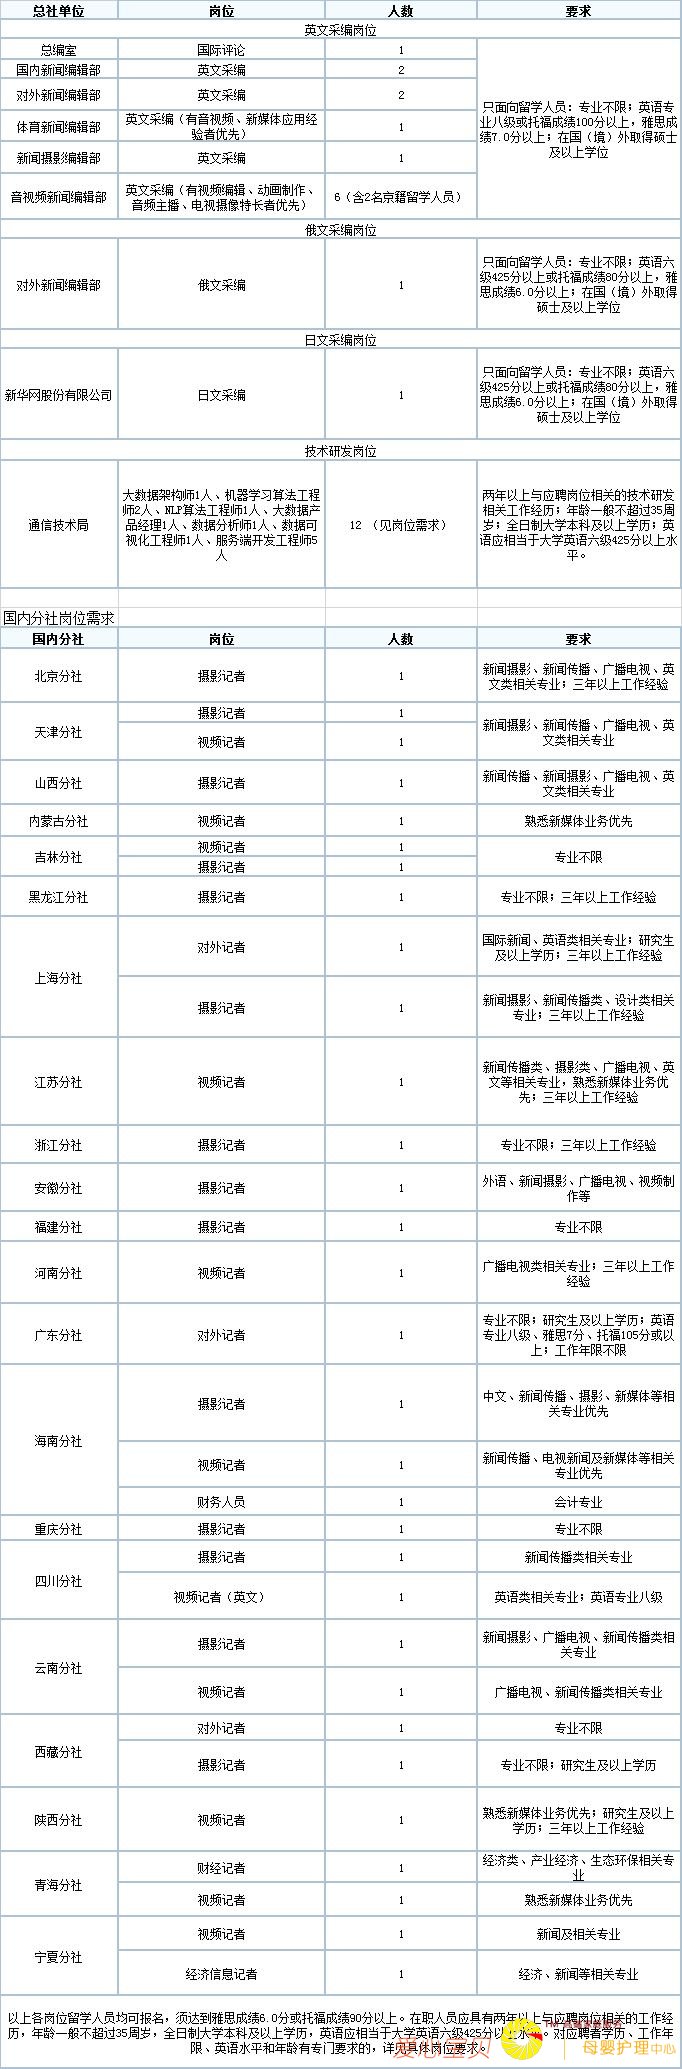 总社单位 岗位 人数 要求
英文采编岗位
总编室 国际评论 1
国内新闻编辑部 英文采编 2
对外新闻编辑部 英文采编 2
体育新闻编辑部 英文采编（有音视频、新媒体应用经
验者优先） 1
新闻摄影编辑部 英文采编 1
音视频新闻编辑部 英文采编（有视频编辑、动画制作、
音频主播、电视摄像特长者优先） 6（含2名京籍留学人员）
只面向留学人员：专业不限；英语专
业八级或托福成绩100分以上，雅思成
绩7.0分以上；在国（境）外取得硕士
及以上学位
俄文采编岗位
对外新闻编辑部 俄文采编 1
只面向留学人员：专业不限；英语六
级425分以上或托福成绩80分以上，雅
思成绩6.0分以上；在国（境）外取得
硕士及以上学位
日文采编岗位
新华网股份有限公司 日文采编 1
只面向留学人员：专业不限；英语六
级425分以上或托福成绩80分以上，雅
思成绩6.0分以上；在国（境）外取得
硕士及以上学位
技术研发岗位
通信技术局
大数据架构师1人、机器学习算法工程
师2人、NLP算法工程师1人、大数据产
品经理1人、数据分析师1人、数据可
视化工程师1人、服务端开发工程师5
人
12 （见岗位需求）
两年以上与应聘岗位相关的技术研发
相关工作经历；年龄一般不超过35周
岁；全日制大学本科及以上学历；英
语应相当于大学英语六级425分以上水
平。
国内分社岗位需求
国内分社 岗位 人数 要求
北京分社 摄影记者 1 新闻摄影、新闻传播、广播电视、英
文类相关专业；三年以上工作经验
天津分社 摄影记者 1
视频记者 1
新闻摄影、新闻传播、广播电视、英
文类相关专业
山西分社 摄影记者 1 新闻传播、新闻摄影、广播电视、英
文类相关专业
内蒙古分社 视频记者 1 熟悉新媒体业务优先
吉林分社 视频记者 1
摄影记者 1
专业不限
黑龙江分社 摄影记者 1 专业不限；三年以上工作经验
上海分社 对外记者 1 国际新闻、英语类相关专业；研究生
及以上学历；三年以上工作经验
摄影记者 1 新闻摄影、新闻传播类、设计类相关
专业；三年以上工作经验
江苏分社 视频记者 1 新闻传播类、摄影类、广播电视、英
文等相关专业，熟悉新媒体业务优
先；三年以上工作经验
浙江分社 摄影记者 1 专业不限；三年以上工作经验
安徽分社 摄影记者 1 外语、新闻摄影、广播电视、视频制
作等
福建分社 摄影记者 1 专业不限
河南分社 视频记者 1 广播电视类相关专业；三年以上工作
经验
广东分社 对外记者 1 专业不限；研究生及以上学历；英语
专业八级、雅思7分、托福105分或以
上；工作年限不限
海南分社 摄影记者 1 中文、新闻传播、摄影、新媒体等相
关专业优先
视频记者 1 新闻传播、电视新闻及新媒体等相关
专业优先
财务人员 1 会计专业
重庆分社 摄影记者 1 专业不限
四川分社 摄影记者 1 新闻传播类相关专业
视频记者（英文） 1 英语类相关专业；英语专业八级
云南分社 摄影记者 1 新闻摄影、广播电视、新闻传播类相
关专业
视频记者 1 广播电视、新闻传播类相关专业
西藏分社 对外记者 1 专业不限
摄影记者 1 专业不限；研究生及以上学历
陕西分社 视频记者 1 熟悉新媒体业务优先；研究生及以上
学历；三年以上工作经验
青海分社 财经记者 1 经济类、产业经济、生态环保相关专
业
视频记者 1 熟悉新媒体业务优先
宁夏分社 视频记者 1 新闻及相关专业
经济信息记者 1 经济、新闻等相关专业
以上各岗位留学人员均可报名，须达到雅思成绩6.0分或托福成绩90分以上。在职人员应具有两年以上与应聘岗位相关的工作经
历，年龄一般不超过35周岁，全日制大学本科及以上学历，英语应相当于大学英语六级425分以上水 。对应聘者学历、工作年
限、英语水平和年龄有专门要求的，详见具体岗位要求。
爱心宝贝
母婴护理中心